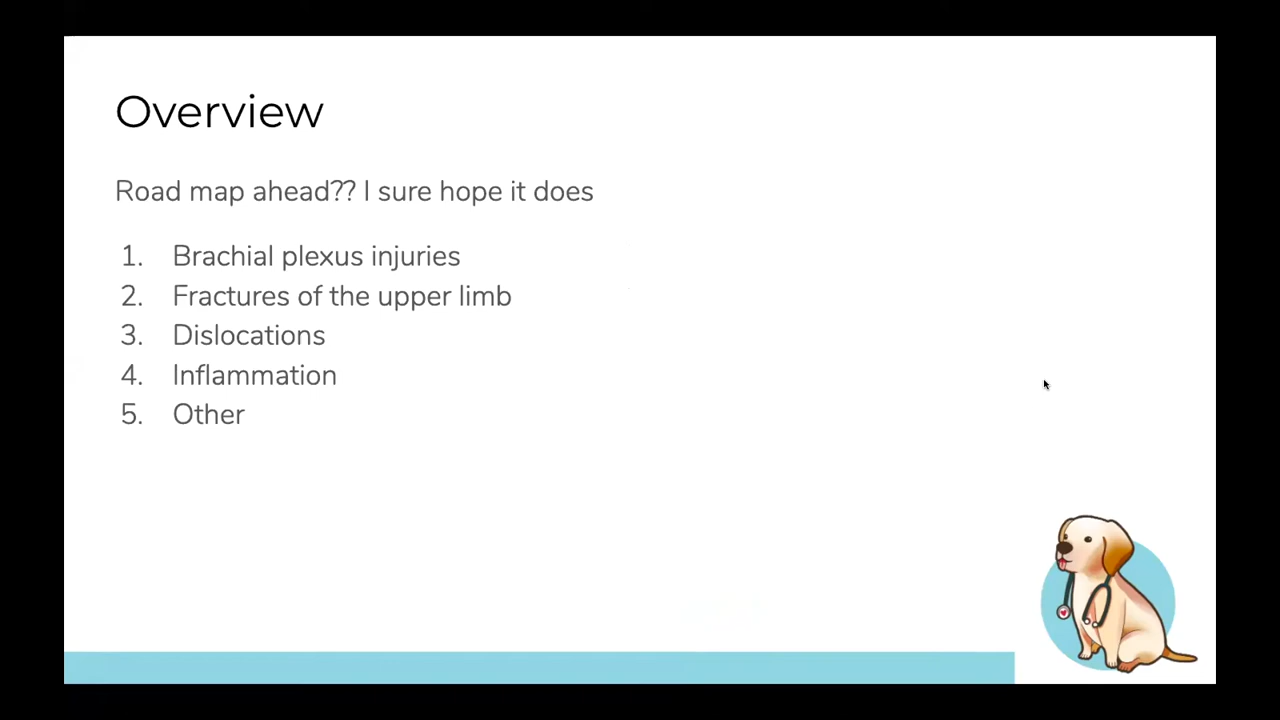 Overview
Road map ahead?? I sure hope it does
1. Brachial plexus injuries
2. Fractures of the upper limb
3. Dislocations
4. Inflammation
5. Other